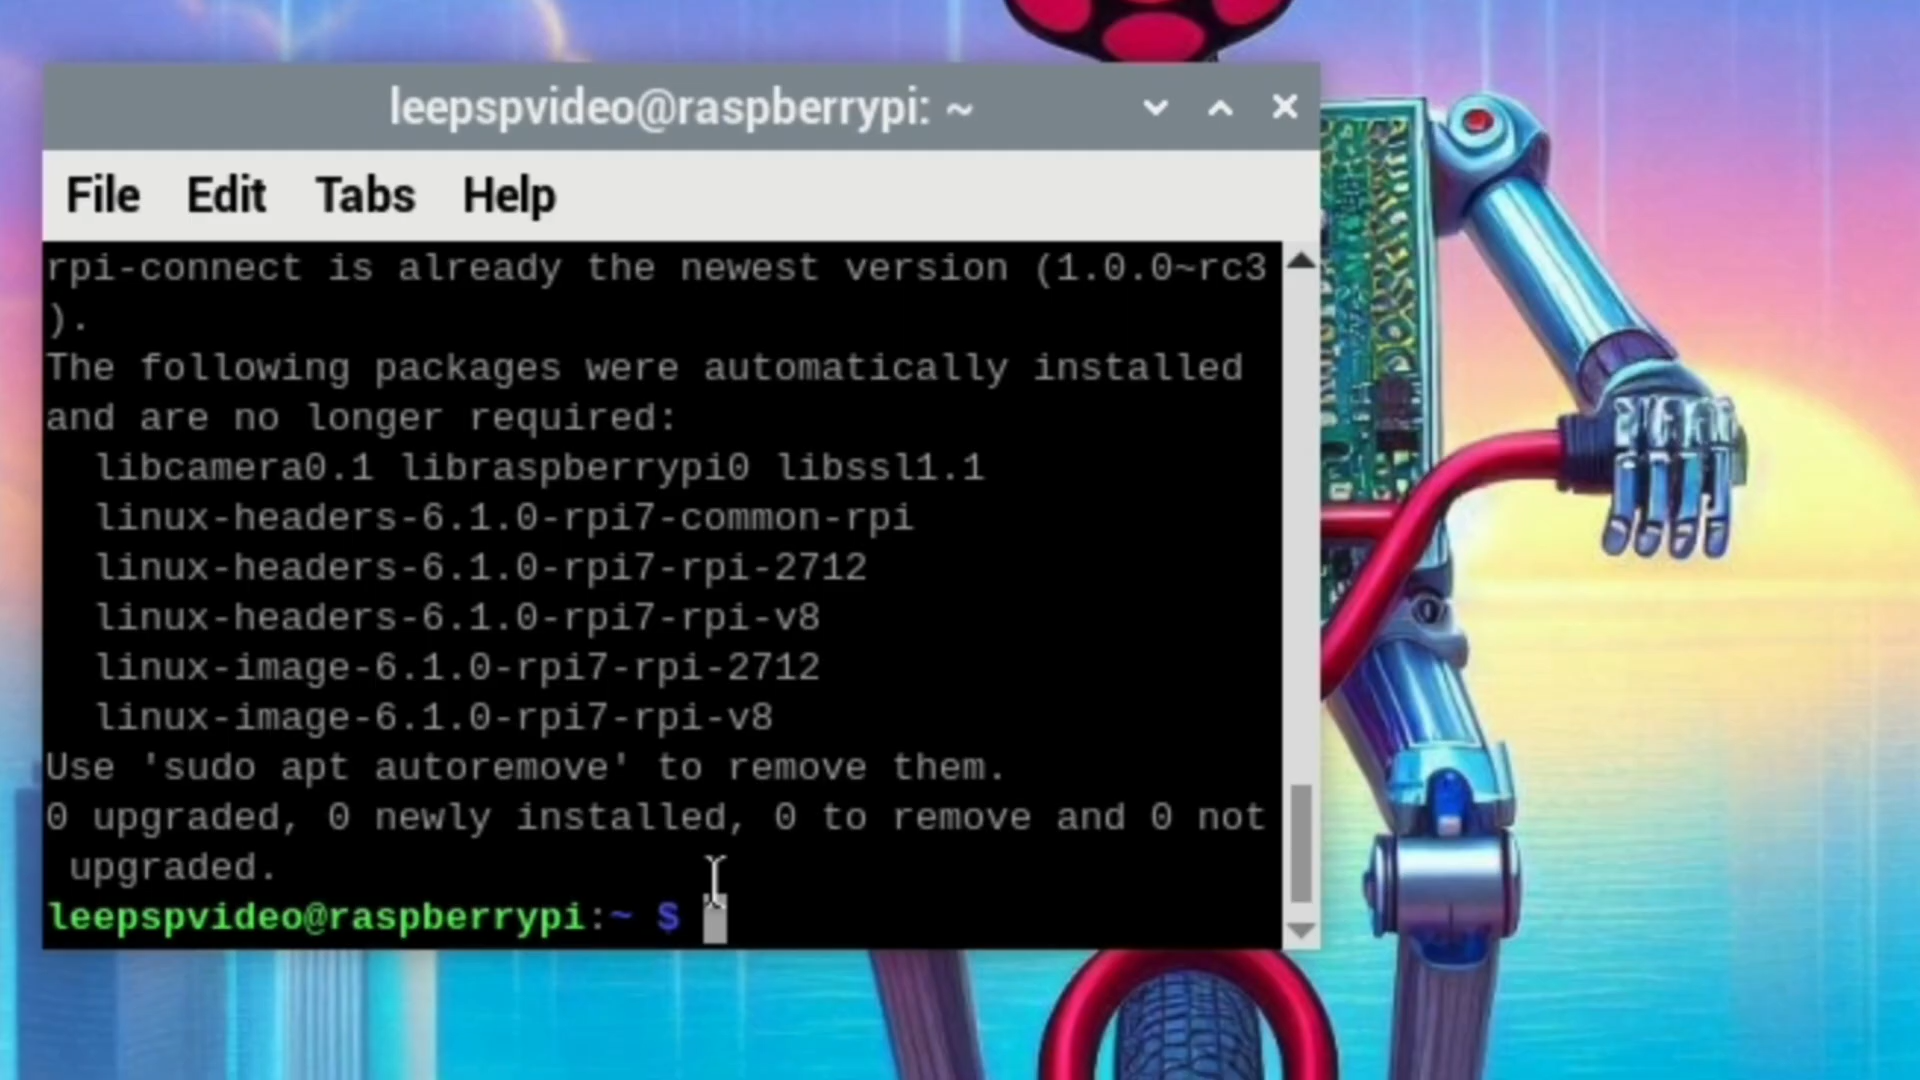 leepspvideo@raspberrypi: ~
File Edit Tabs Help
rpi-connect is already the newest version (1.0.0~rc3
).
The following packages were automatically installed
and are no longer required:
  libcamera0.1 libraspberrypi0 libssl1.1
  linux-headers-6.1.0-rpi7-common-rpi
  linux-headers-6.1.0-rpi7-rpi-2712
  linux-headers-6.1.0-rpi7-rpi-v8
  linux-image-6.1.0-rpi7-rpi-2712
  linux-image-6.1.0-rpi7-rpi-v8
Use 'sudo apt autoremove' to remove them.
0 upgraded, 0 newly installed, 0 to remove and 0 not
 upgraded.
leepspvideo@raspberrypi:~ $